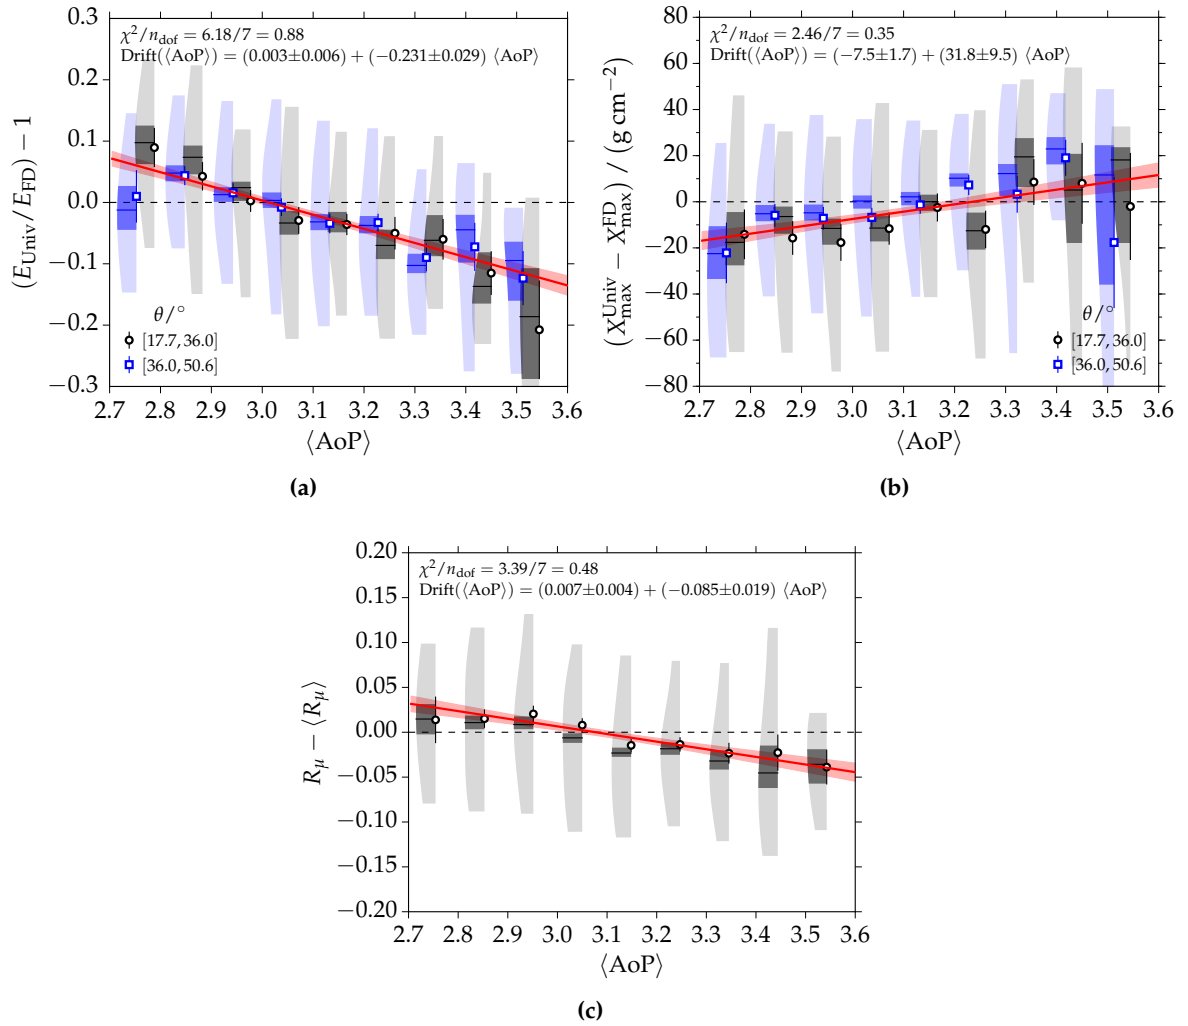 χ²/n_dof = 6.18/7 = 0.88
Drift(⟨AoP⟩) = (0.003±0.006) + (−0.231±0.029) ⟨AoP⟩
(E_Univ/E_FD) − 1
0.3
0.2
0.1
0.0
−0.1
−0.2
−0.3
θ/°
[17.7, 36.0]
[36.0, 50.6]
2.7 2.8 2.9 3.0 3.1 3.2 3.3 3.4 3.5 3.6
⟨AoP⟩
(a)
χ²/n_dof = 2.46/7 = 0.35
Drift(⟨AoP⟩) = (−7.5±1.7) + (31.8±9.5) ⟨AoP⟩
(X_max^Univ − X_max^FD) / (g cm⁻²)
80
60
40
20
0
−20
−40
−60
−80
θ/°
[17.7, 36.0]
[36.0, 50.6]
2.7 2.8 2.9 3.0 3.1 3.2 3.3 3.4 3.5 3.6
⟨AoP⟩
(b)
χ²/n_dof = 3.39/7 = 0.48
Drift(⟨AoP⟩) = (0.007±0.004) + (−0.085±0.019) ⟨AoP⟩
R_μ − ⟨R_μ⟩
0.20
0.15
0.10
0.05
0.00
−0.05
−0.10
−0.15
−0.20
2.7 2.8 2.9 3.0 3.1 3.2 3.3 3.4 3.5 3.6
⟨AoP⟩
(c)